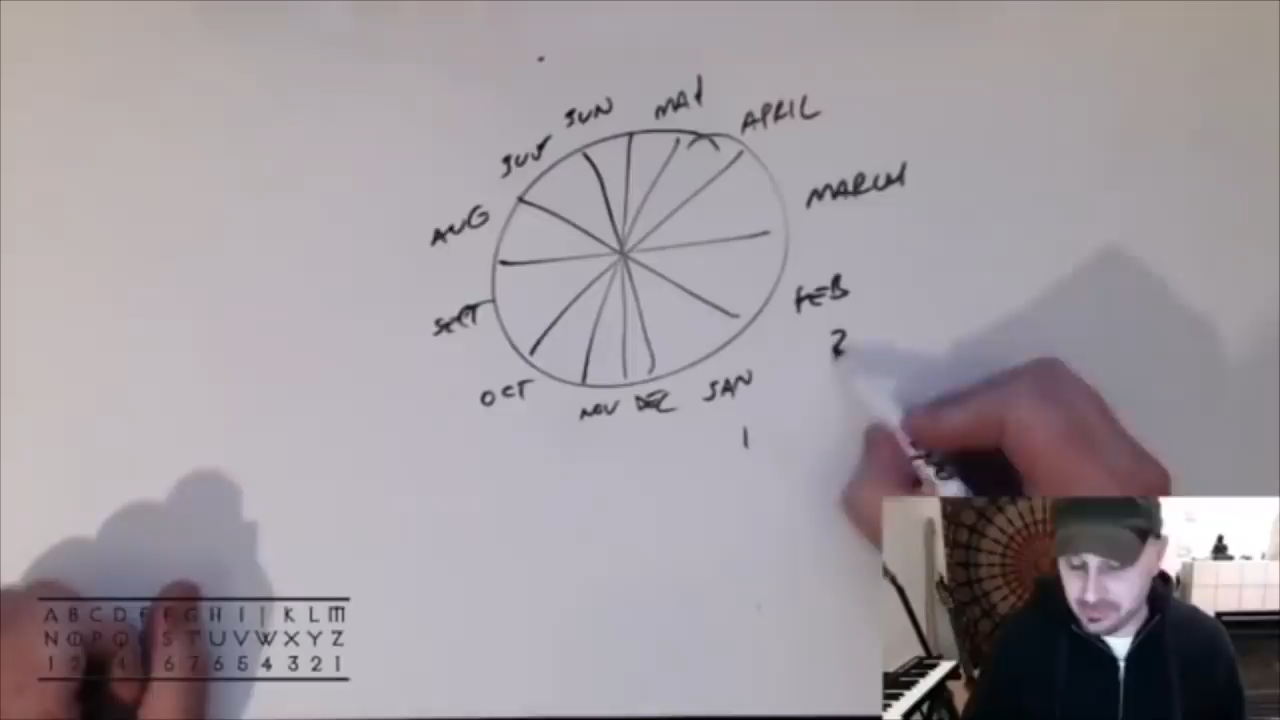 JUN
MAY
APRIL
MARCH
FEB
2
JAN
1
DEC
NOV
OCT
SEPT
AUG
A B C D E F G H I J K L M
N O P Q R S T U V W X Y Z
1 2 3 4 5 6 7 6 5 4 3 2 1